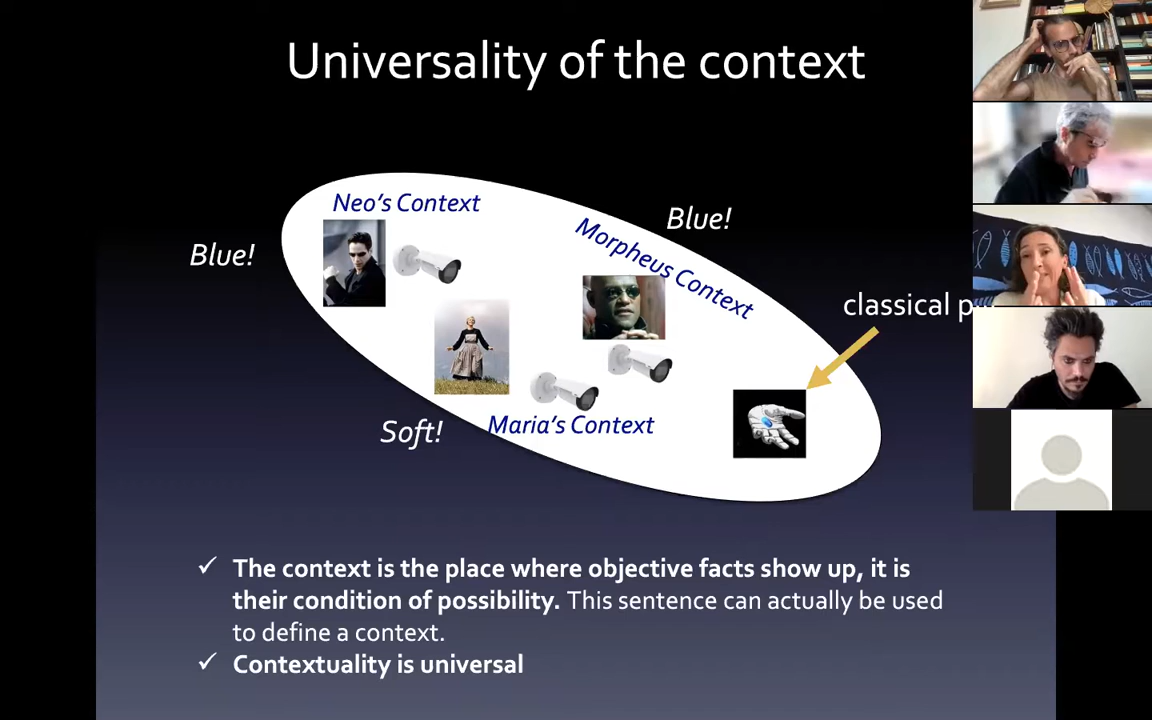 Universality of the context
Neo's Context
Blue!
Morpheus Context
Blue!
classical
Soft!
Maria's Context
✓ The context is the place where objective facts show up, it is
their condition of possibility. This sentence can actually be used
to define a context.
✓ Contextuality is universal